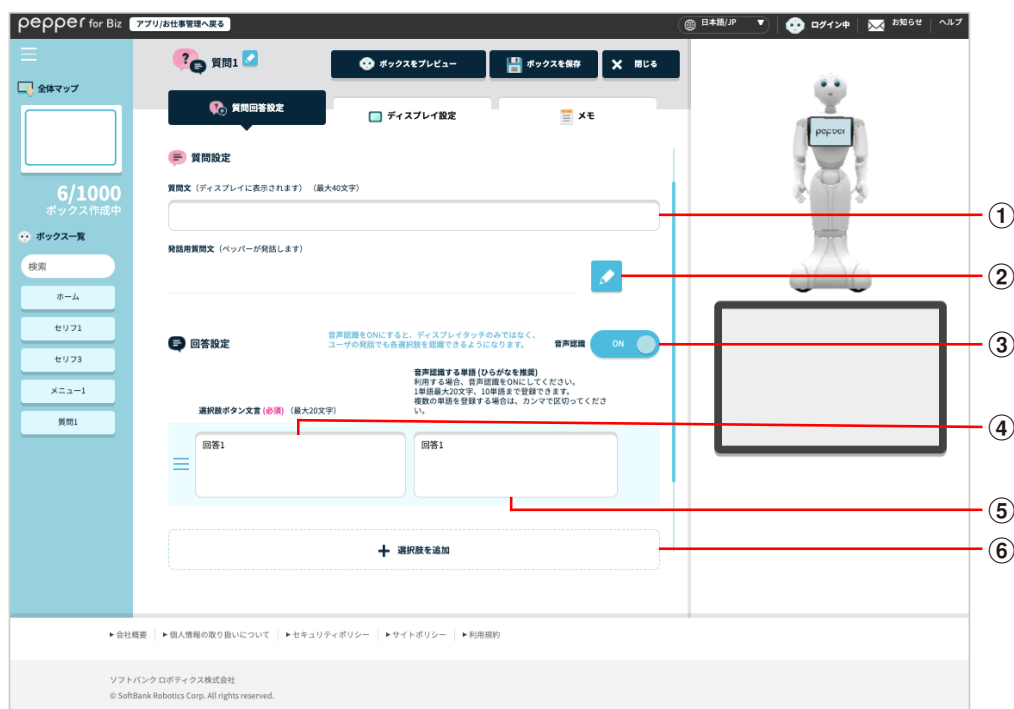 pepper for Biz アプリ/お仕事管理へ戻る 日本語/JP ▼ ログイン中 お知らせ ヘルプ
全体マップ
6/1000
ボックス作成中
ボックス一覧
検索
ホーム
セリフ1
セリフ3
メニュー1
質問1
質問1
ボックスをプレビュー
ボックスを保存
× 閉じる
質問回答設定
ディスプレイ設定
メモ
質問設定
質問文(ディスプレイに表示されます) (最大40文字)
①
発話用質問文(ペッパーが発話します)
②
回答設定
音声認識をONにすると、ディスプレイタッチのみではなく、
ユーザの発話でも各選択肢を認識できるようになります。
音声認識 ON
③
音声認識する単語(ひらがなを推奨)
利用する場合、音声認識をONにしてください。
1単語最大20文字、10単語まで登録できます。
複数の単語を登録する場合は、カンマで区切ってくださ
い。
選択肢ボタン文言(必須) (最大20文字)
④
回答1
回答1
⑤
+ 選択肢を追加
⑥
pepper
▶会社概要 ▶個人情報の取り扱いについて ▶セキュリティポリシー ▶サイトポリシー ▶利用規約
ソフトバンク ロボティクス株式会社
© SoftBank Robotics Corp. All rights reserved.